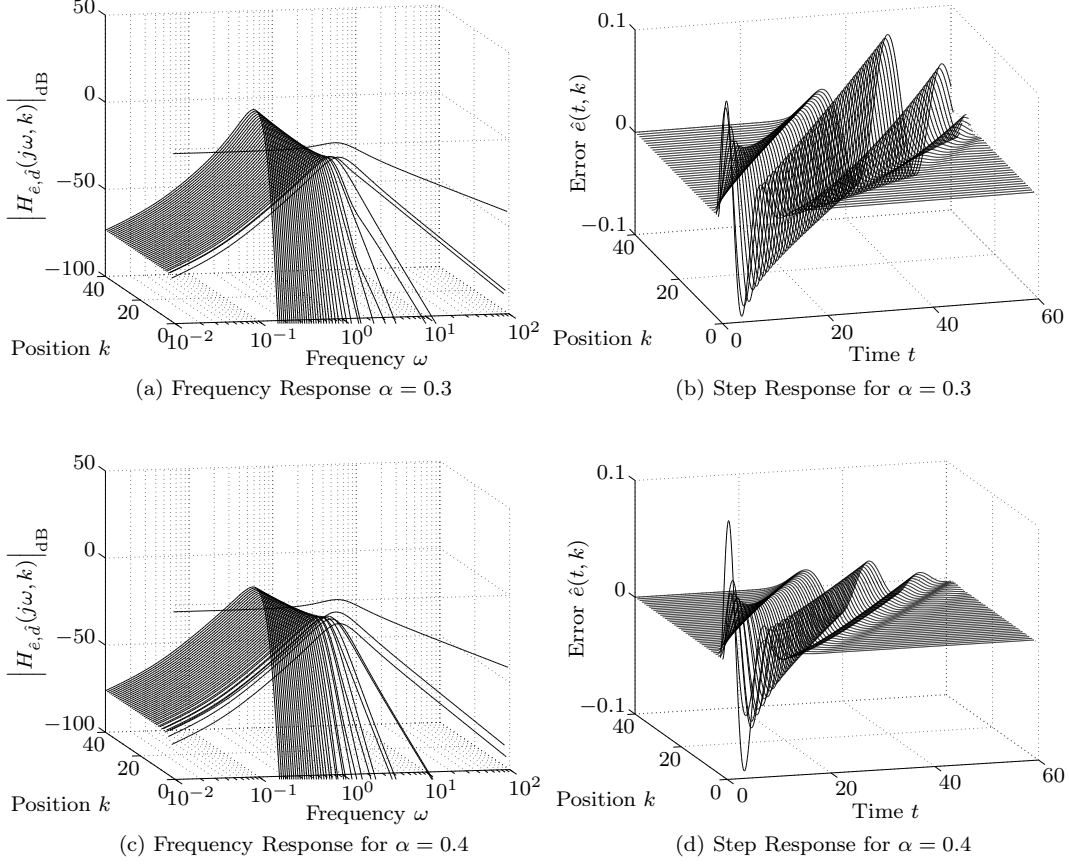 50
0
−50
−100
40
20
0
|H_{ê,d̂}(jω, k)|_dB
Position k
10^{−2}
10^{−1}
10^0
10^1
10^2
Frequency ω
(a) Frequency Response α = 0.3
0.1
0
−0.1
40
20
0
Error ê(t, k)
Position k
0
20
40
60
Time t
(b) Step Response for α = 0.3
50
0
−50
−100
40
20
0
|H_{ê,d̂}(jω, k)|_dB
Position k
10^{−2}
10^{−1}
10^0
10^1
10^2
Frequency ω
(c) Frequency Response for α = 0.4
0.1
0
−0.1
40
20
0
Error ê(t, k)
Position k
0
20
40
60
Time t
(d) Step Response for α = 0.4